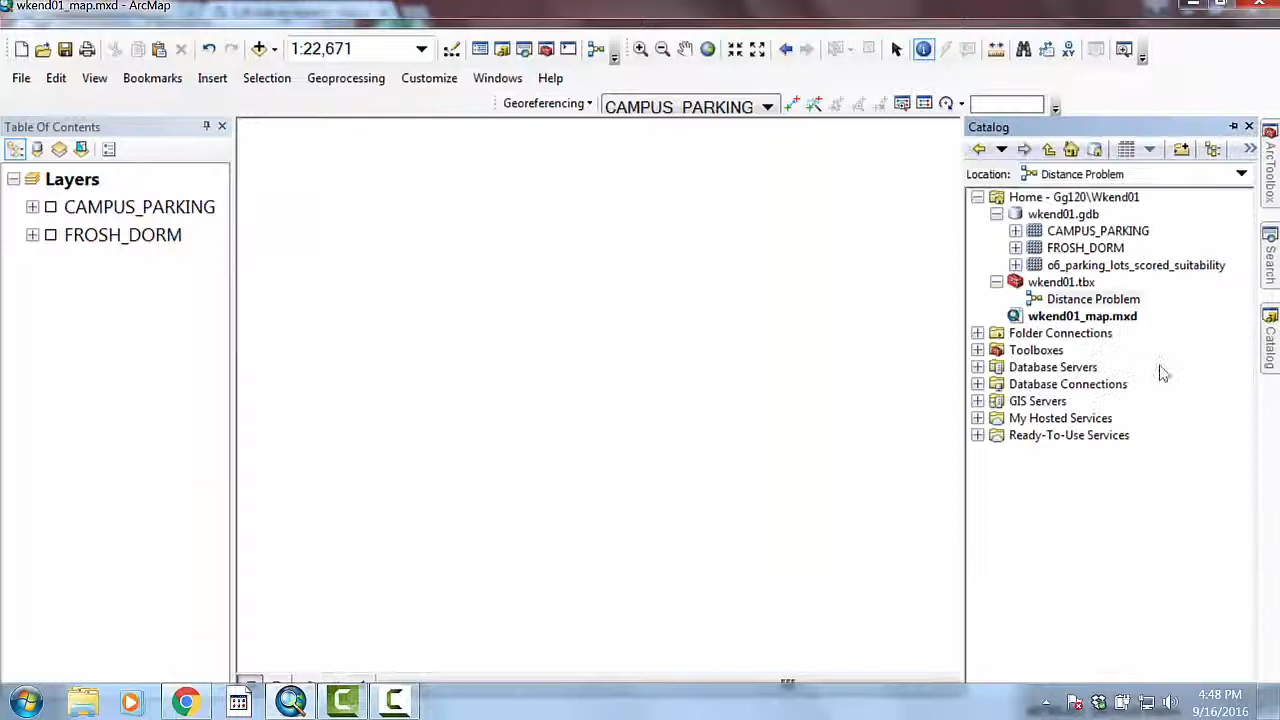 wkend01_map.mxd - ArcMap
1:22,671
File Edit View Bookmarks Insert Selection Geoprocessing Customize Windows Help
Georeferencing CAMPUS_PARKING
Table Of Contents
Layers
CAMPUS_PARKING
FROSH_DORM
Catalog
Location: Distance Problem
Home - Gg120\Wkend01
wkend01.gdb
CAMPUS_PARKING
FROSH_DORM
o6_parking_lots_scored_suitability
wkend01.tbx
Distance Problem
wkend01_map.mxd
Folder Connections
Toolboxes
Database Servers
Database Connections
GIS Servers
My Hosted Services
Ready-To-Use Services
ArcToolbox
Search
Catalog
4:48 PM
9/16/2016